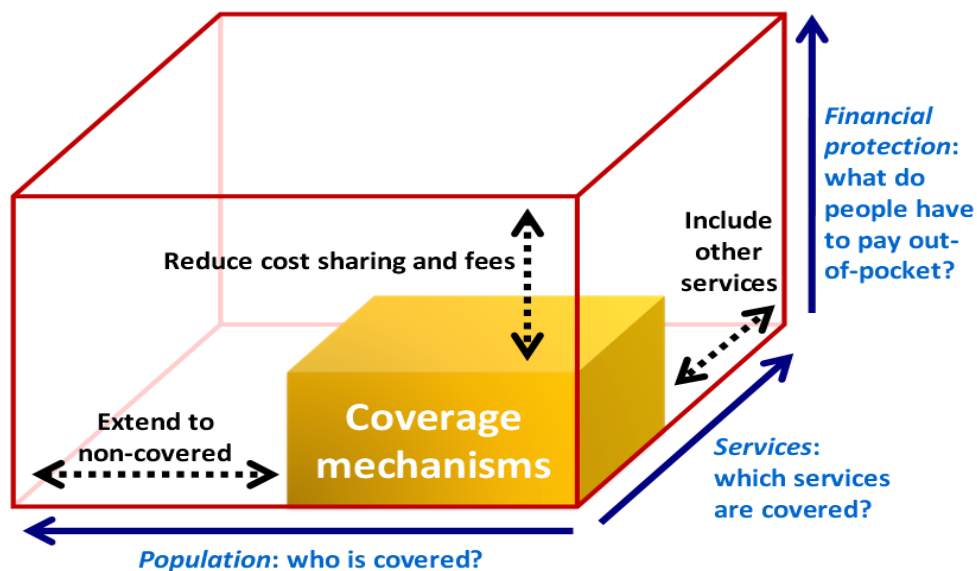 Financial
protection:
what do
people have
to pay out-
of-pocket?
Include
other
services
Reduce cost sharing and fees
Extend to
non-covered
Coverage
mechanisms
Services:
which services
are covered?
Population: who is covered?